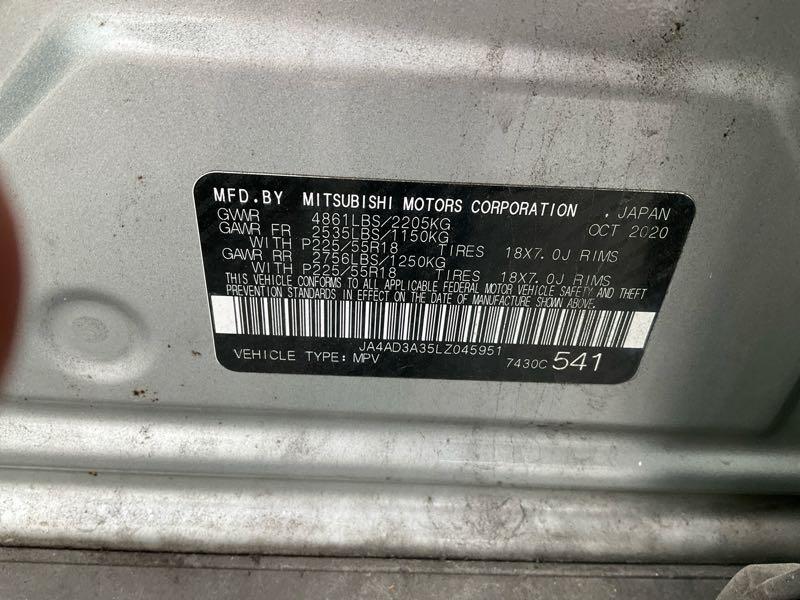 MFD.BY MITSUBISHI MOTORS CORPORATION , JAPAN
GVWR 4861LBS/2205KG OCT 2020
GAWR FR 2535LBS/1150KG
WITH P225/55R18 TIRES 18X7.0J RIMS
GAWR RR 2756LBS/1250KG
WITH P225/55R18 TIRES 18X7.0J RIMS
THIS VEHICLE CONFORMS TO ALL APPLICABLE FEDERAL MOTOR VEHICLE SAFETY AND THEFT
PREVENTION STANDARDS IN EFFECT ON THE DATE OF MANUFACTURE SHOWN ABOVE.
JA4AD3A35LZ045951
VEHICLE TYPE: MPV 7430C 541